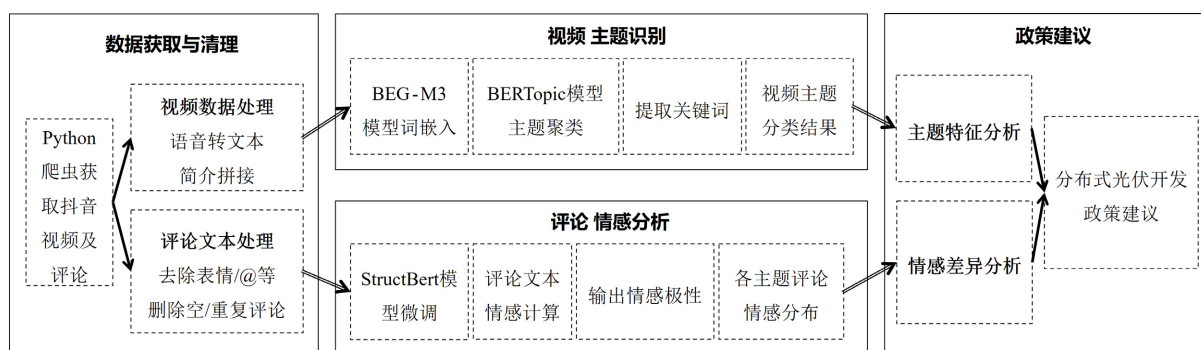 数据获取与清理
Python
爬虫获
取抖音
视频及
评论
视频数据处理
语音转文本
简介拼接
评论文本处理
去除表情/@等
删除空/重复评论
视频 主题识别
BEG-M3
模型词嵌入
BERTopic模型
主题聚类
提取关键词
视频主题
分类结果
评论 情感分析
StructBert模
型微调
评论文本
情感计算
输出情感极性
各主题评论
情感分布
政策建议
主题特征分析
情感差异分析
分布式光伏开发
政策建议